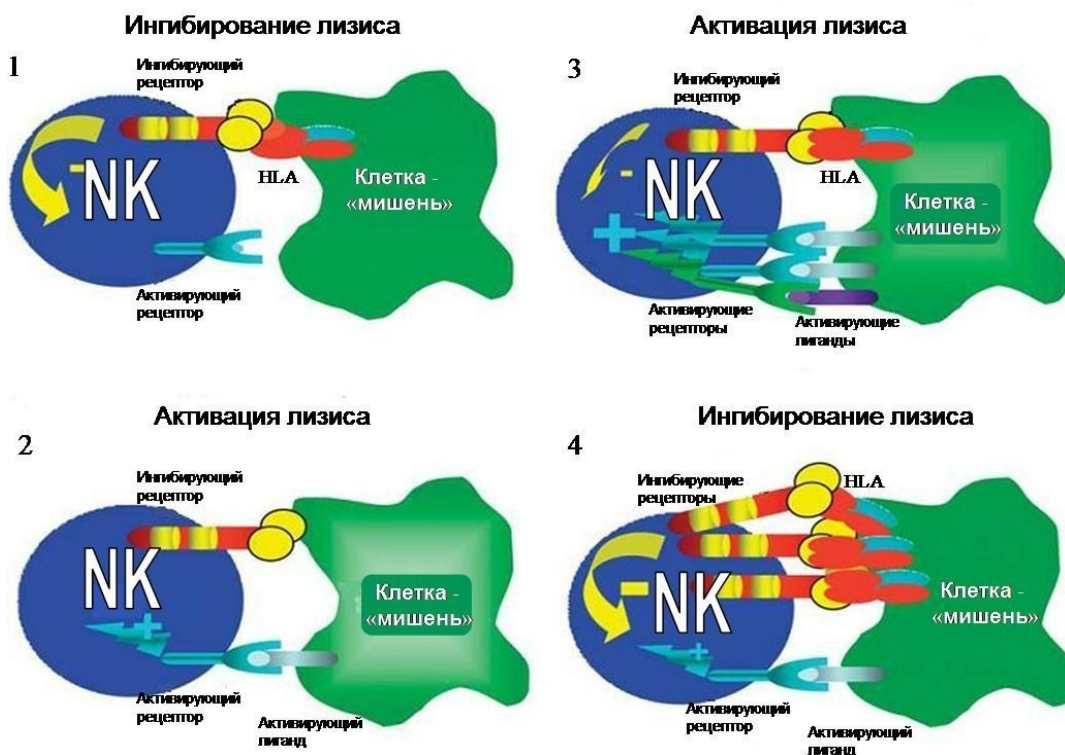 Ингибирование лизиса
1
Ингибирующий
рецептор
NK
-
HLA
Клетка -
«мишень»
Активирующий
рецептор
Активация лизиса
3
Ингибирующий
рецептор
NK
-
+
HLA
Клетка -
«мишень»
Активирующие
рецепторы
Активирующие
лиганды
Активация лизиса
2
Ингибирующий
рецептор
NK
+
Клетка -
«мишень»
Активирующий
рецептор
Активирующий
лиганд
Ингибирование лизиса
4
Ингибирующие
рецепторы
HLA
-
NK
+
Клетка -
«мишень»
Активирующий
рецептор
Активирующий
лиганд